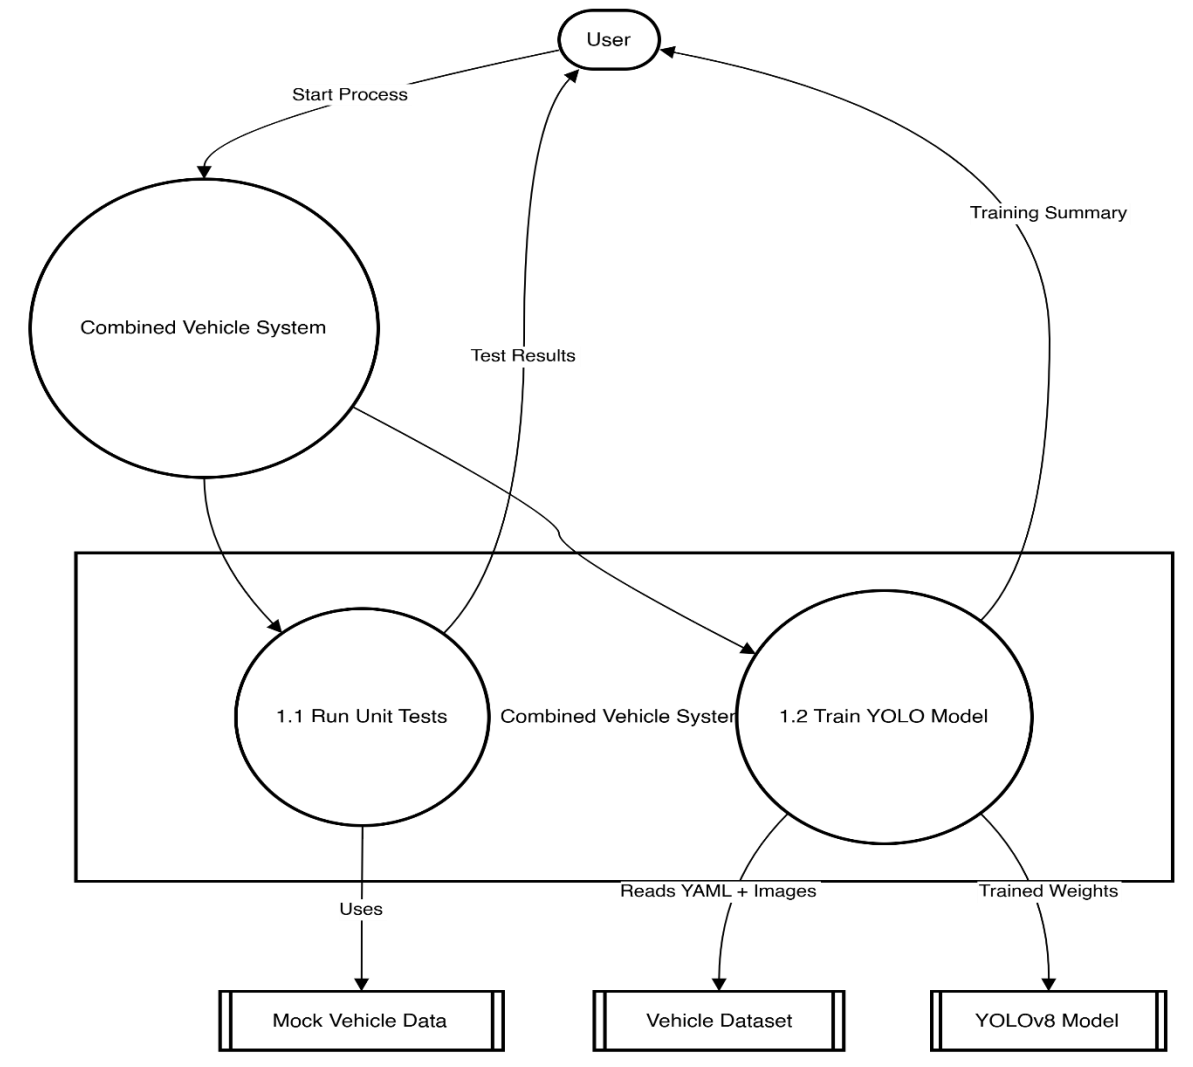 User
Start Process
Training Summary
Combined Vehicle System
Test Results
1.1 Run Unit Tests
Combined Vehicle Syster
1.2 Train YOLO Model
Reads YAML + Images
Trained Weights
Uses
Mock Vehicle Data
Vehicle Dataset
YOLOv8 Model